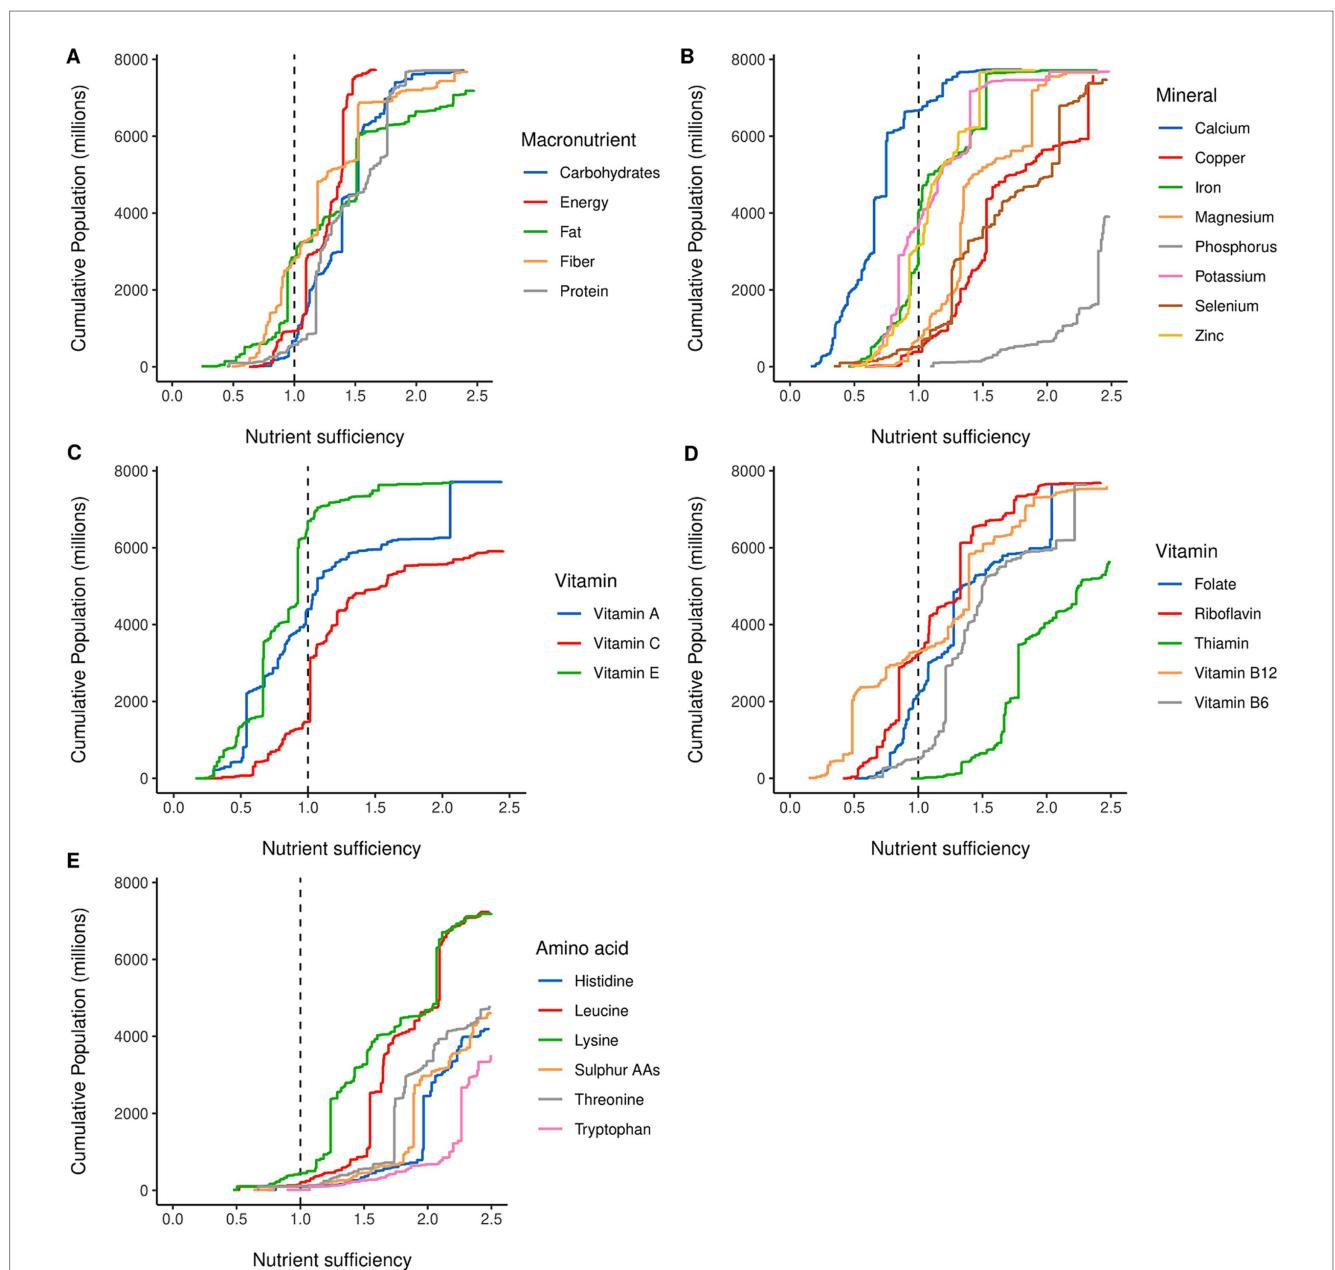 A
Cumulative Population (millions)
8000
6000
4000
2000
0
0.0 0.5 1.0 1.5 2.0 2.5
Nutrient sufficiency
Macronutrient
Carbohydrates
Energy
Fat
Fiber
Protein
B
Cumulative Population (millions)
8000
6000
4000
2000
0
0.0 0.5 1.0 1.5 2.0 2.5
Nutrient sufficiency
Mineral
Calcium
Copper
Iron
Magnesium
Phosphorus
Potassium
Selenium
Zinc
C
Cumulative Population (millions)
8000
6000
4000
2000
0
0.0 0.5 1.0 1.5 2.0 2.5
Nutrient sufficiency
Vitamin
Vitamin A
Vitamin C
Vitamin E
D
Cumulative Population (millions)
8000
6000
4000
2000
0
0.0 0.5 1.0 1.5 2.0 2.5
Nutrient sufficiency
Vitamin
Folate
Riboflavin
Thiamin
Vitamin B12
Vitamin B6
E
Cumulative Population (millions)
8000
6000
4000
2000
0
0.0 0.5 1.0 1.5 2.0 2.5
Nutrient sufficiency
Amino acid
Histidine
Leucine
Lysine
Sulphur AAs
Threonine
Tryptophan